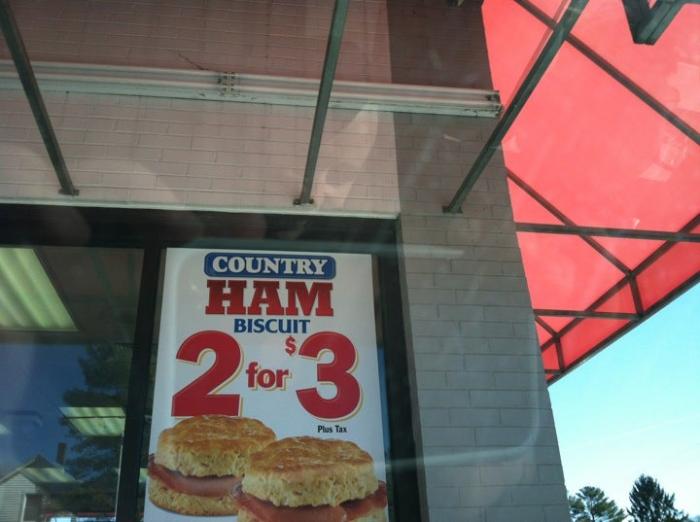 COUNTRY
HAM
BISCUIT
2 for $3
Plus Tax